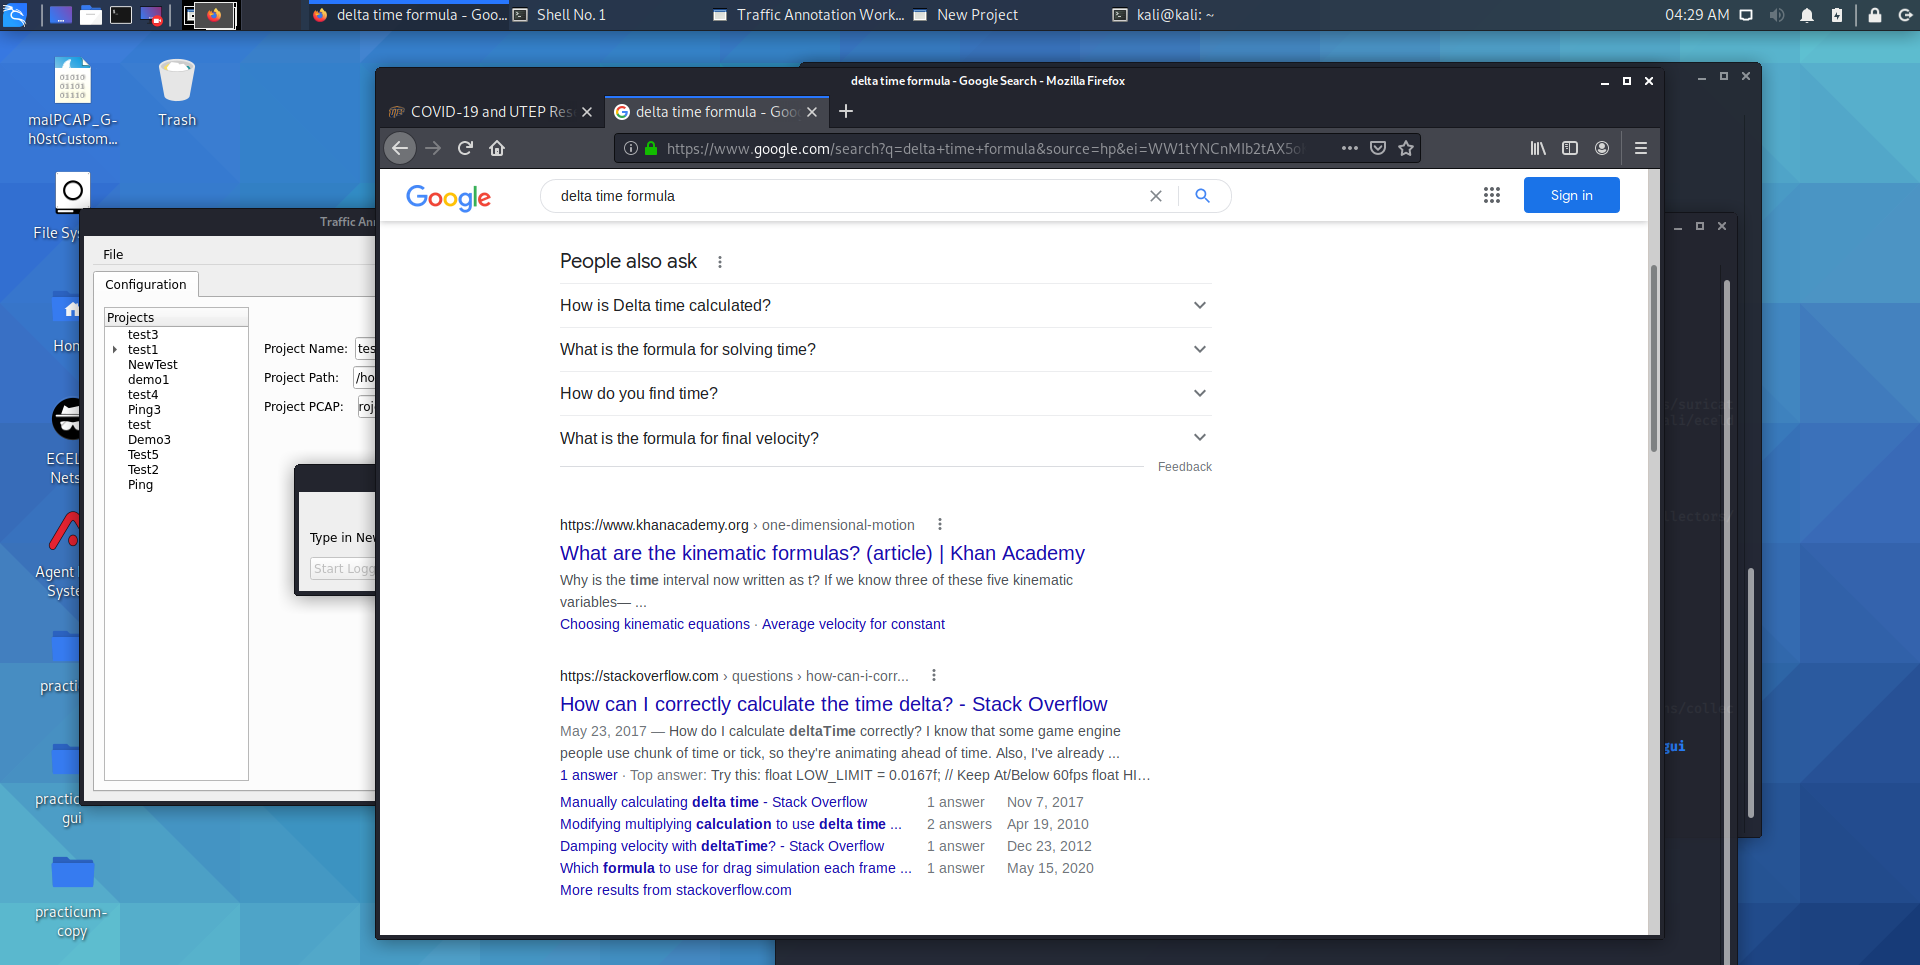 delta time formula - Goo...
Shell No. 1
Traffic Annotation Work...
New Project
kali@kali: ~
04:29 AM
01010
01101
01110
malPCAP_G-
h0stCustom...
Trash
File Sy
Hon
ECEL
Nets
Agent
Syste
practi
practic
gui
practicum-
copy
Traffic An
File
Configuration
Projects
test3
test1
NewTest
demo1
test4
Ping3
test
Demo3
Test5
Test2
Ping
Project Name: tes
Project Path: /ho
Project PCAP: roj
Type in Nev
Start Logg
delta time formula - Google Search - Mozilla Firefox
COVID-19 and UTEP Res
delta time formula - Goo
https://www.google.com/search?q=delta+time+formula&source=hp&ei=WW1tYNCnMIb2tAX5o
Google
delta time formula
Sign in
People also ask
How is Delta time calculated?
What is the formula for solving time?
How do you find time?
What is the formula for final velocity?
Feedback
https://www.khanacademy.org › one-dimensional-motion
What are the kinematic formulas? (article) | Khan Academy
Why is the time interval now written as t? If we know three of these five kinematic
variables— ...
Choosing kinematic equations · Average velocity for constant
https://stackoverflow.com › questions › how-can-i-corr...
How can I correctly calculate the time delta? - Stack Overflow
May 23, 2017 — How do I calculate deltaTime correctly? I know that some game engine
people use chunk of time or tick, so they're animating ahead of time. Also, I've already ...
1 answer · Top answer: Try this: float LOW_LIMIT = 0.0167f; // Keep At/Below 60fps float HI...
Manually calculating delta time - Stack Overflow 1 answer Nov 7, 2017
Modifying multiplying calculation to use delta time ... 2 answers Apr 19, 2010
Damping velocity with deltaTime? - Stack Overflow 1 answer Dec 23, 2012
Which formula to use for drag simulation each frame ... 1 answer May 15, 2020
More results from stackoverflow.com
s/surica
li/ecel
llectors/
s/collec
gui